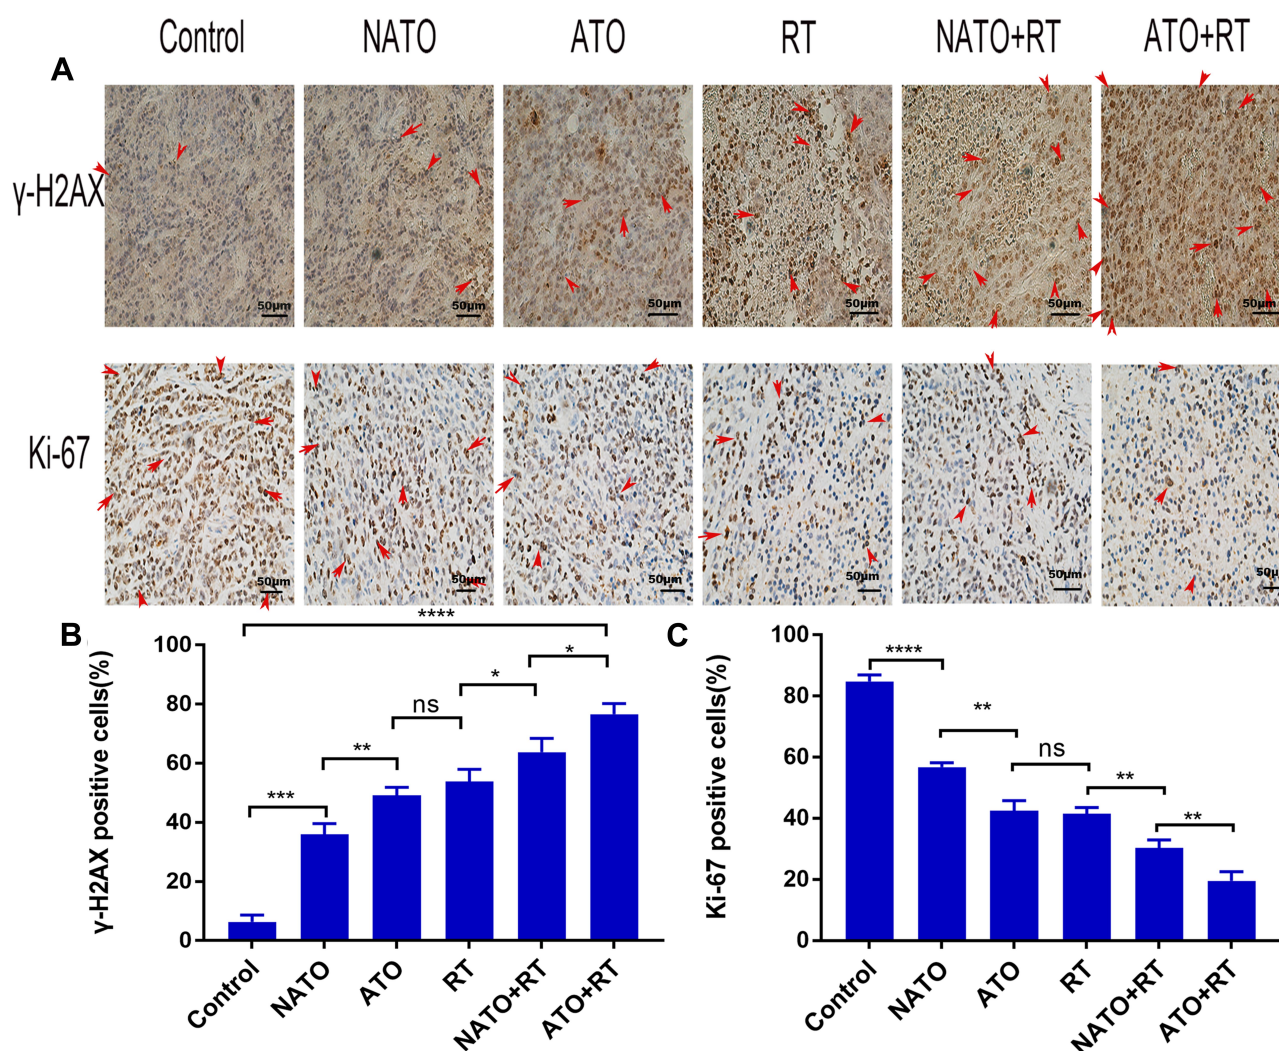 Control NATO ATO RT NATO+RT ATO+RT
A
γ-H2AX
50μm 50μm 50μm 50μm 50μm 50μm
Ki-67
50μm 50μm 50μm 50μm 50μm 50μ
B
γ-H2AX positive cells(%)
100
80
60
40
20
0
****
***
**
ns
*
*
Control NATO ATO RT NATO+RT ATO+RT
C
Ki-67 positive cells(%)
100
80
60
40
20
0
****
**
ns
**
**
Control NATO ATO RT NATO+RT ATO+RT